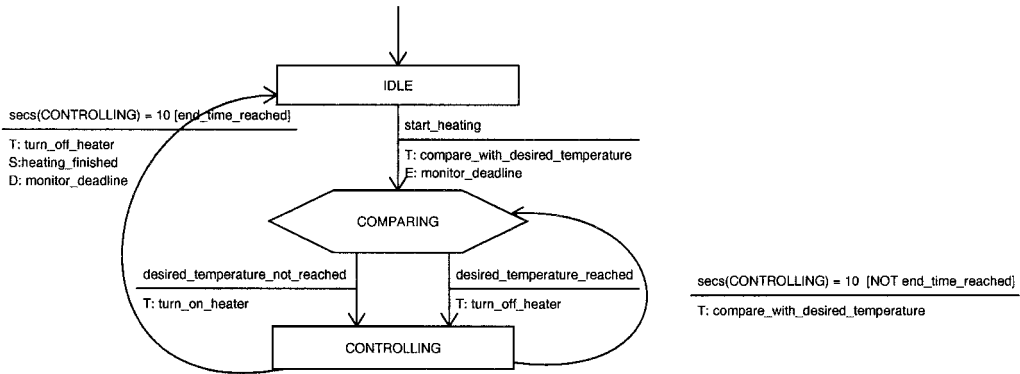 IDLE
secs(CONTROLLING) = 10 [end_time_reached]
T: turn_off_heater
S:heating_finished
D: monitor_deadline
start_heating
T: compare_with_desired_temperature
E: monitor_deadline
COMPARING
desired_temperature_not_reached
T: turn_on_heater
desired_temperature_reached
T: turn_off_heater
secs(CONTROLLING) = 10 [NOT end_time_reached]
T: compare_with_desired_temperature
CONTROLLING